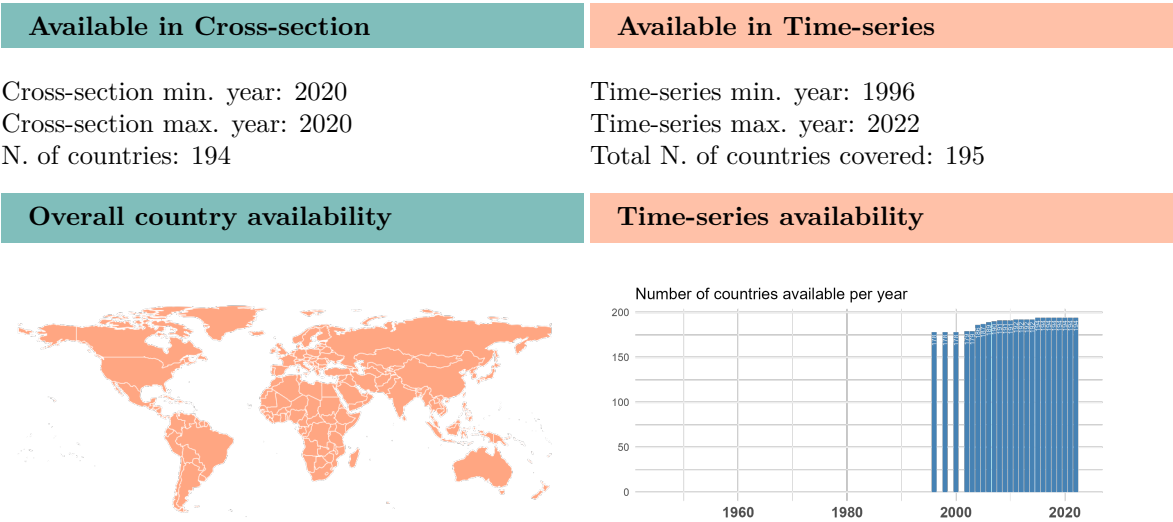 Available in Cross-section
Cross-section min. year: 2020
Cross-section max. year: 2020
N. of countries: 194
Overall country availability
Available in Time-series
Time-series min. year: 1996
Time-series max. year: 2022
Total N. of countries covered: 195
Time-series availability
Number of countries available per year
200
150
100
50
0
1960 1980 2000 2020